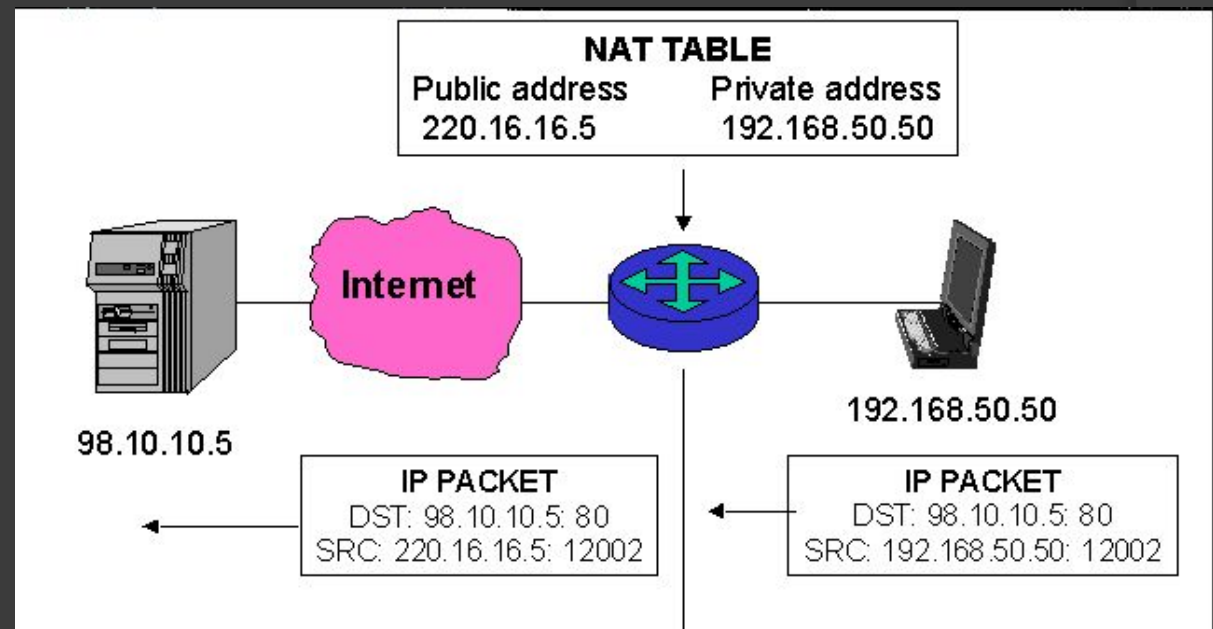 NAT TABLE
Public address Private address
220.16.16.5 192.168.50.50
Internet
192.168.50.50
98.10.10.5
IP PACKET
DST: 98.10.10.5: 80
SRC: 220.16.16.5: 12002
IP PACKET
DST: 98.10.10.5: 80
SRC: 192.168.50.50: 12002